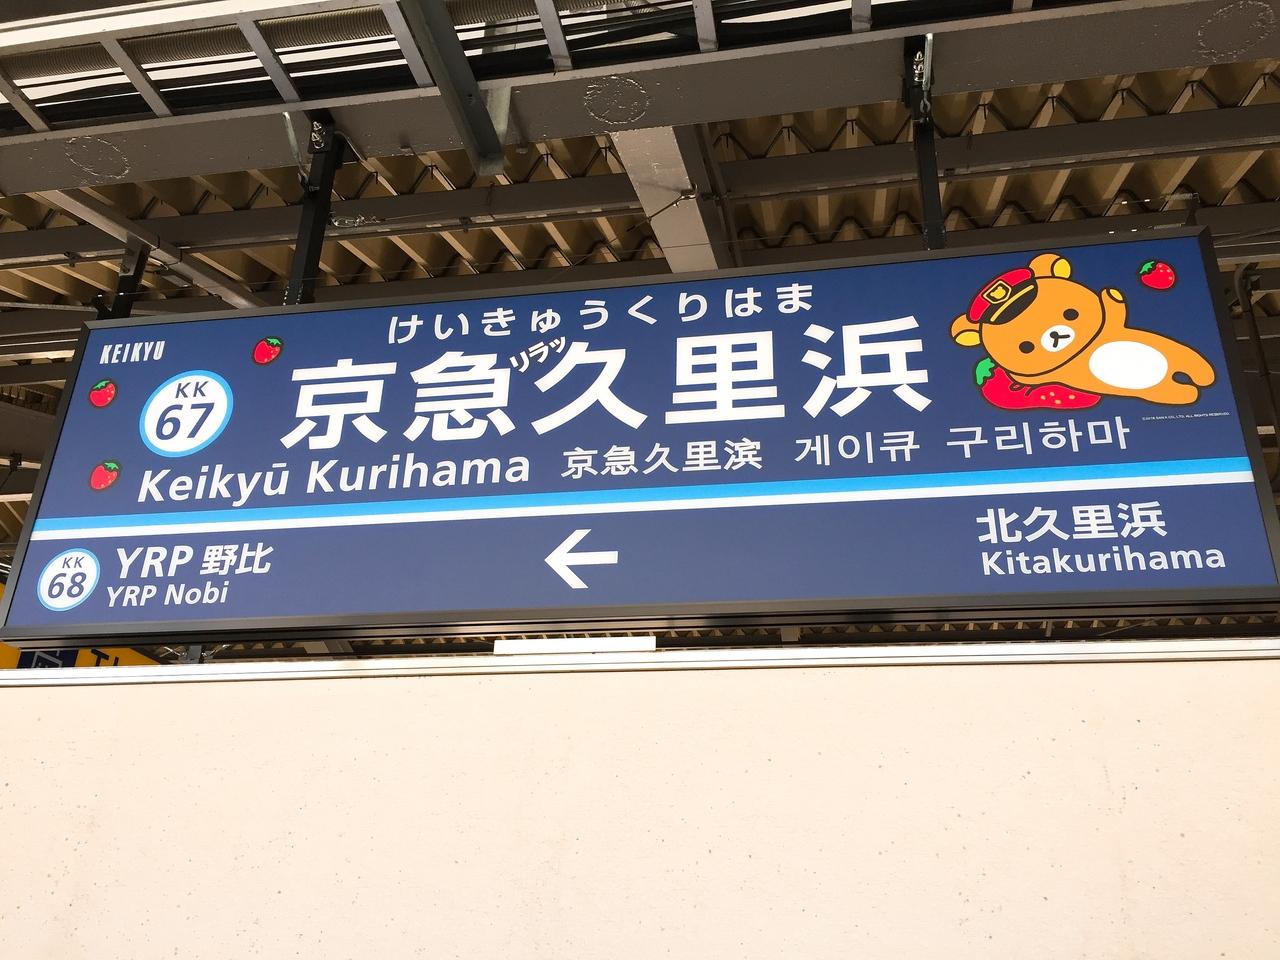 KEIKYU
けいきゅうくりはま
リラッ
KK 67 京急久里浜
Keikyū Kurihama 京急久里滨 게이큐 구리하마
KK 68 YRP 野比 ← 北久里浜
YRP Nobi Kitakurihama